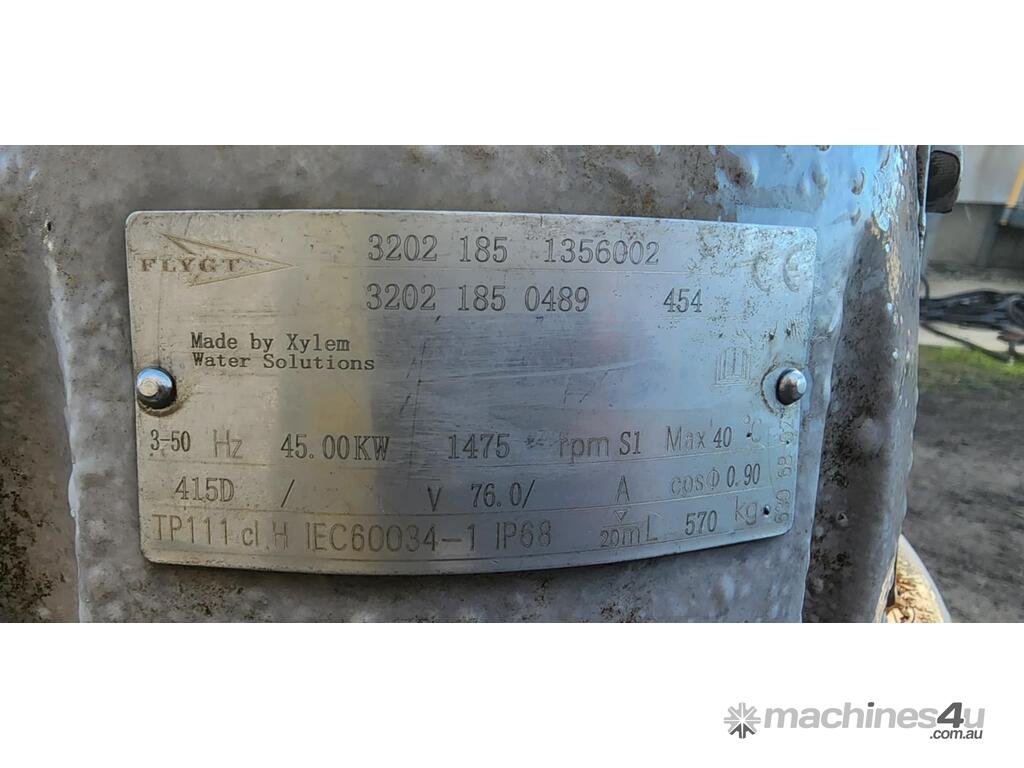 FLYGT 3202 185 1356002 CE
3202 185 0489 454
Made by Xylem
Water Solutions
3-50 Hz 45.00KW 1475 rpm S1 Max 40 °C
415D / V 76.0/ A cosΦ 0.90
TP111 cl.H IEC60034-1 IP68 20m L 570 kg.
machines4u
.com.au